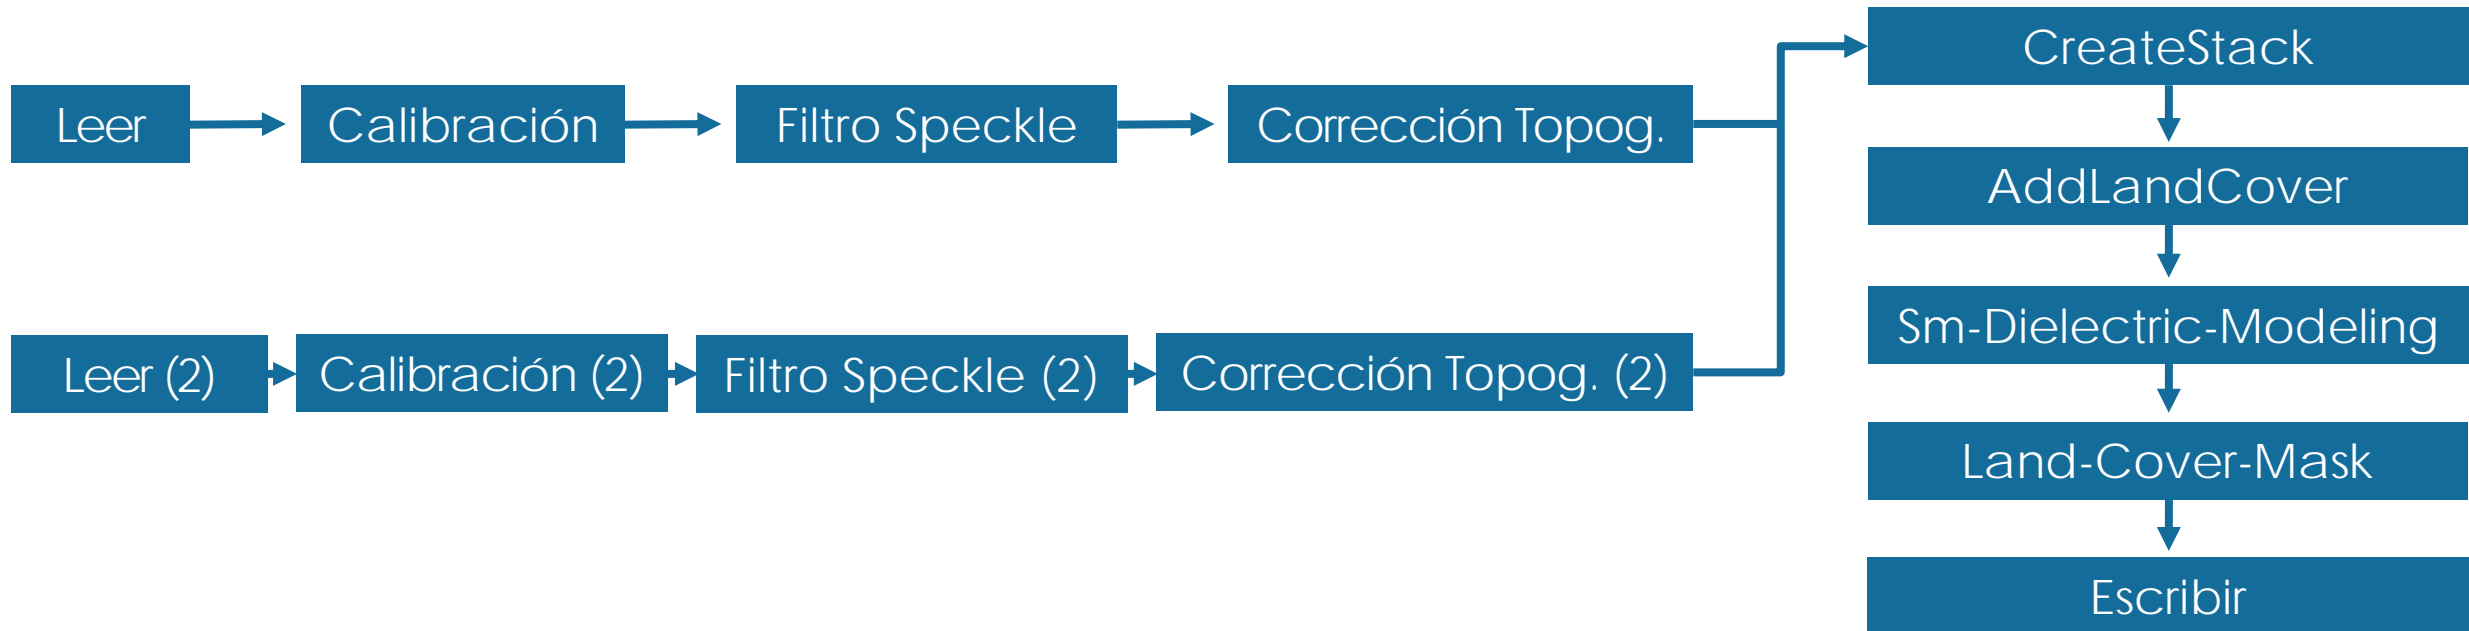 Leer
Calibración
Filtro Speckle
Corrección Topog.
Leer (2)
Calibración (2)
Filtro Speckle (2)
Corrección Topog. (2)
CreateStack
AddLandCover
Sm-Dielectric-Modeling
Land-Cover-Mask
Escribir